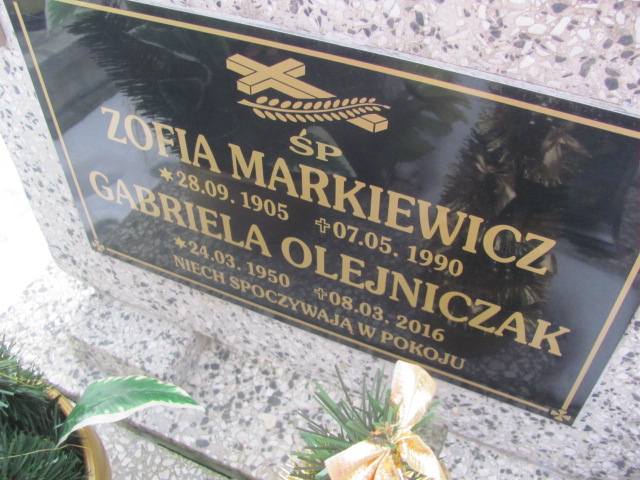 ŚP
ZOFIA MARKIEWICZ
✶28.09.1905 ✝07.05.1990
GABRIELA OLEJNICZAK
✶24.03.1950 ✝08.03.2016
NIECH SPOCZYWAJĄ W POKOJU